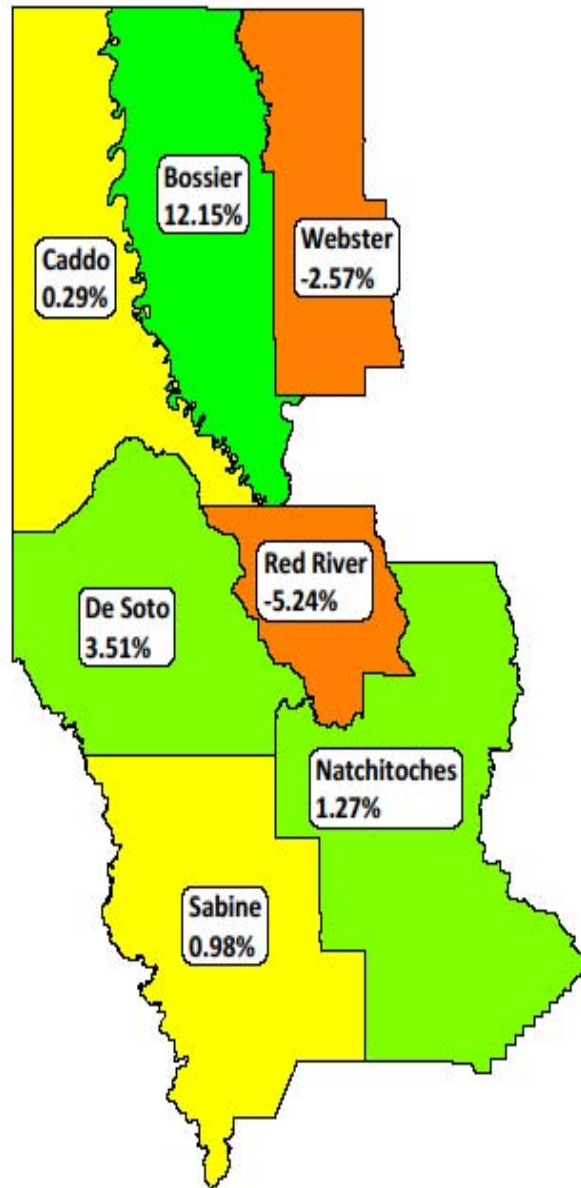 Bossier
12.15%
Webster
-2.57%
Caddo
0.29%
Red River
-5.24%
De Soto
3.51%
Natchitoches
1.27%
Sabine
0.98%